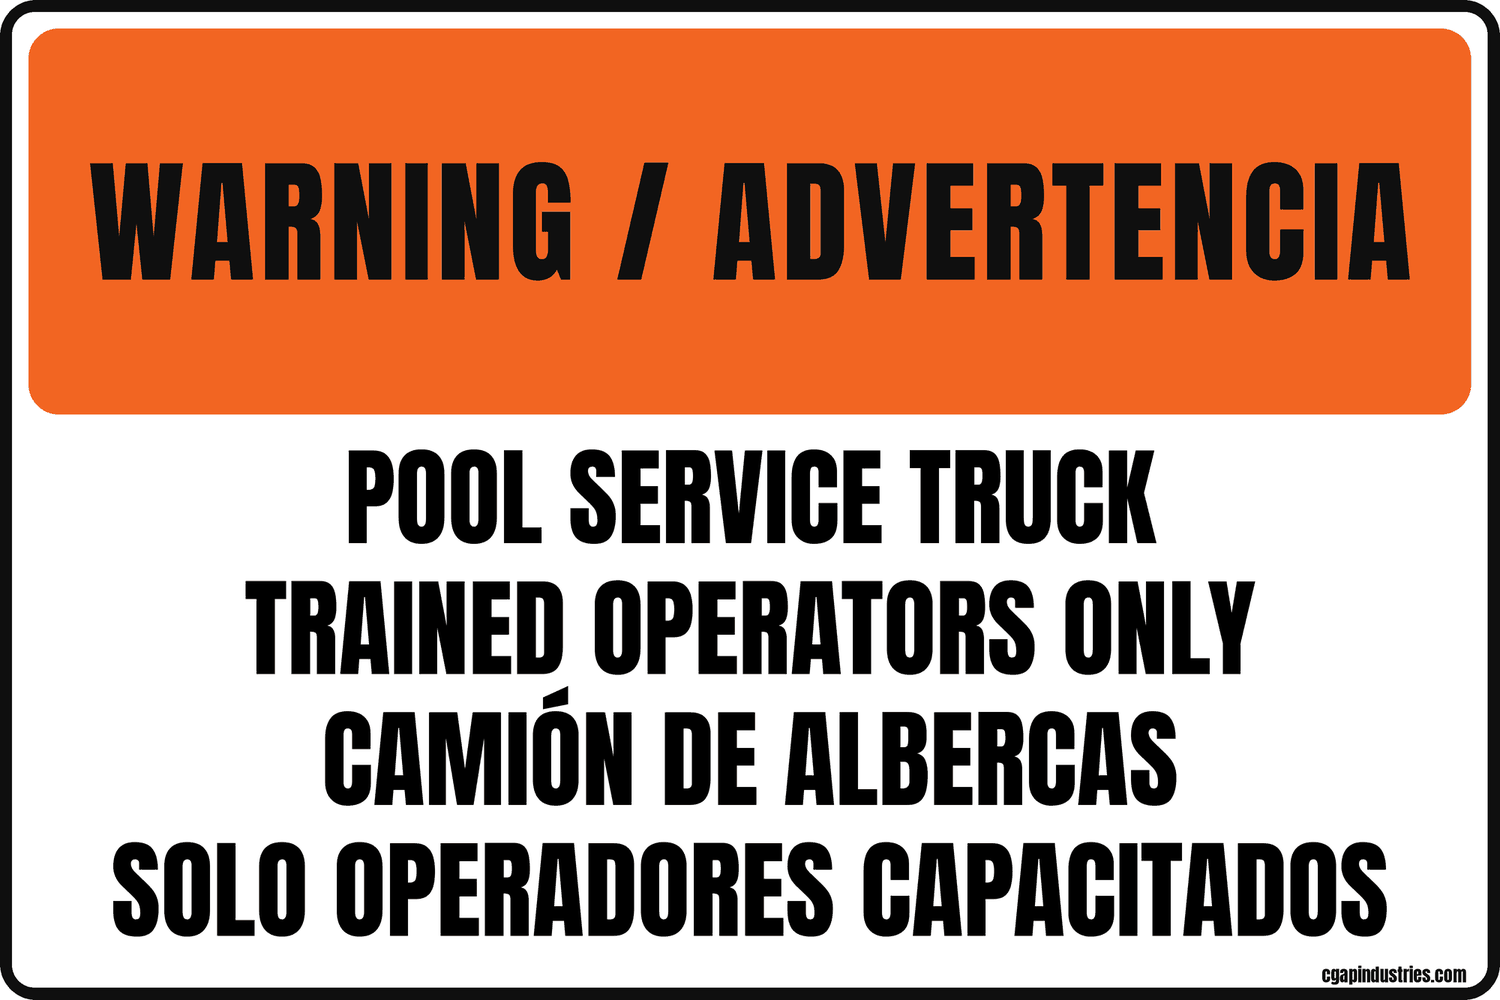 WARNING / ADVERTENCIA
POOL SERVICE TRUCK
TRAINED OPERATORS ONLY
CAMIÓN DE ALBERCAS
SOLO OPERADORES CAPACITADOS
cgapindustries.com